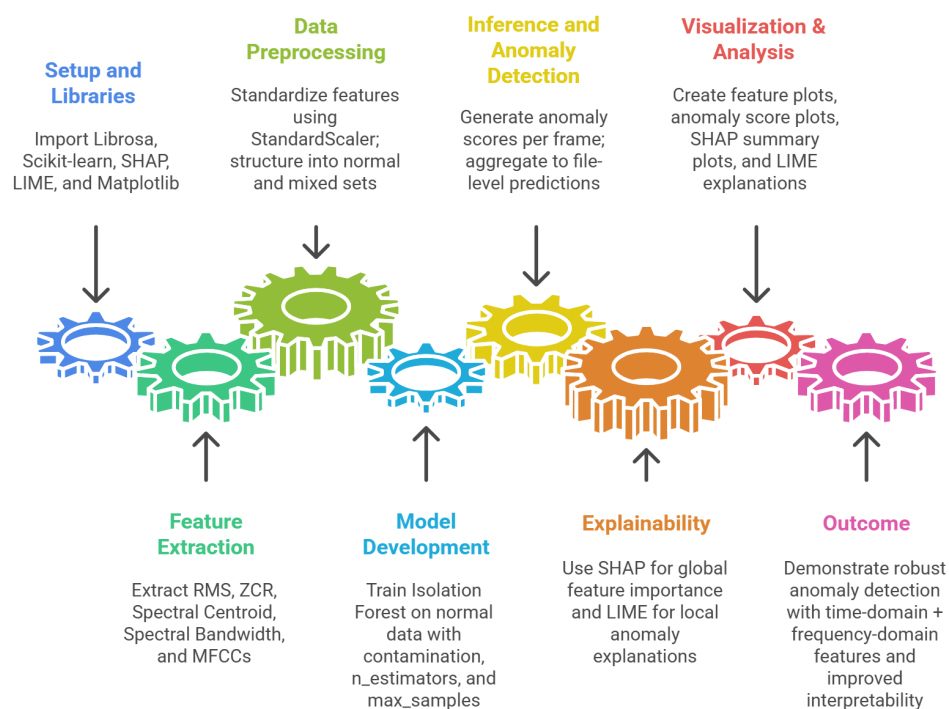 Setup and
Libraries
Import Librosa,
Scikit-learn, SHAP,
LIME, and Matplotlib
Feature
Extraction
Extract RMS, ZCR,
Spectral Centroid,
Spectral Bandwidth,
and MFCCs
Data
Preprocessing
Standardize features
using
StandardScaler;
structure into normal
and mixed sets
Model
Development
Train Isolation
Forest on normal
data with
contamination,
n_estimators, and
max_samples
Inference and
Anomaly
Detection
Generate anomaly
scores per frame;
aggregate to file-
level predictions
Explainability
Use SHAP for global
feature importance
and LIME for local
anomaly
explanations
Visualization &
Analysis
Create feature plots,
anomaly score plots,
SHAP summary
plots, and LIME
explanations
Outcome
Demonstrate robust
anomaly detection
with time-domain +
frequency-domain
features and
improved
interpretability